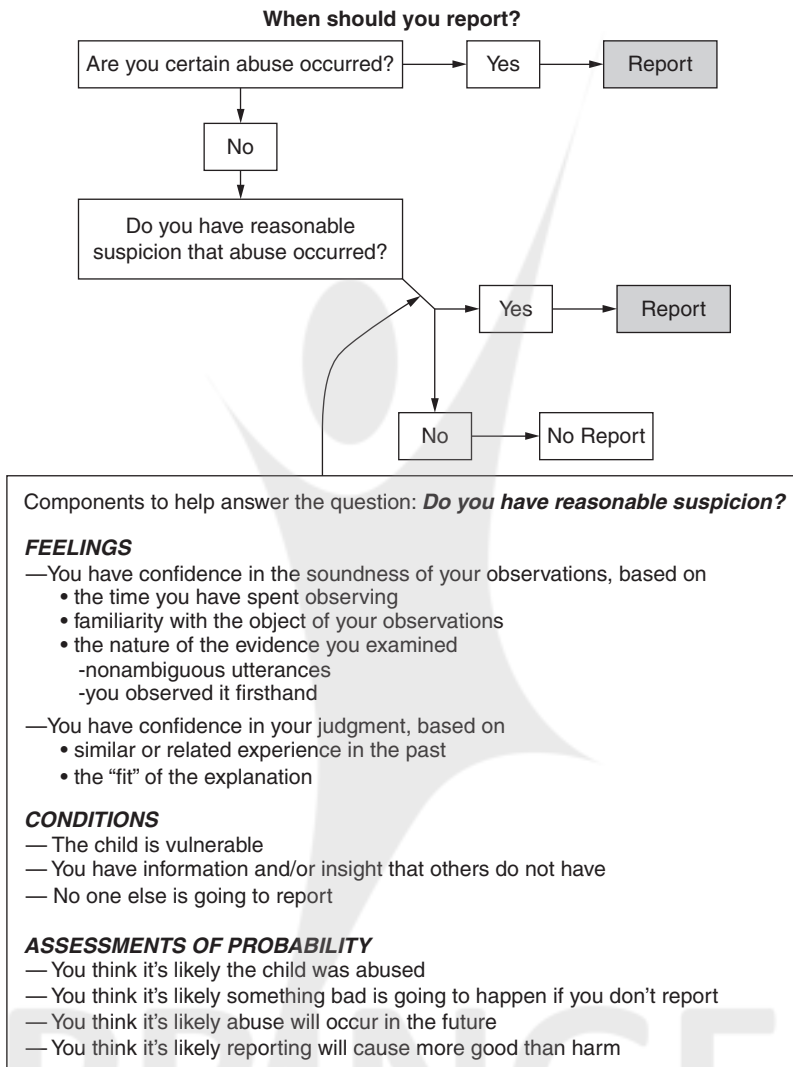 When should you report?
Are you certain abuse occurred?
Yes
Report
No
Do you have reasonable
suspicion that abuse occurred?
Yes
Report
No
No Report
Components to help answer the question: Do you have reasonable suspicion?
FEELINGS
—You have confidence in the soundness of your observations, based on
• the time you have spent observing
• familiarity with the object of your observations
• the nature of the evidence you examined
-nonambiguous utterances
-you observed it firsthand
—You have confidence in your judgment, based on
• similar or related experience in the past
• the “fit” of the explanation
CONDITIONS
— The child is vulnerable
— You have information and/or insight that others do not have
— No one else is going to report
ASSESSMENTS OF PROBABILITY
— You think it’s likely the child was abused
— You think it’s likely something bad is going to happen if you don’t report
— You think it’s likely abuse will occur in the future
— You think it’s likely reporting will cause more good than harm